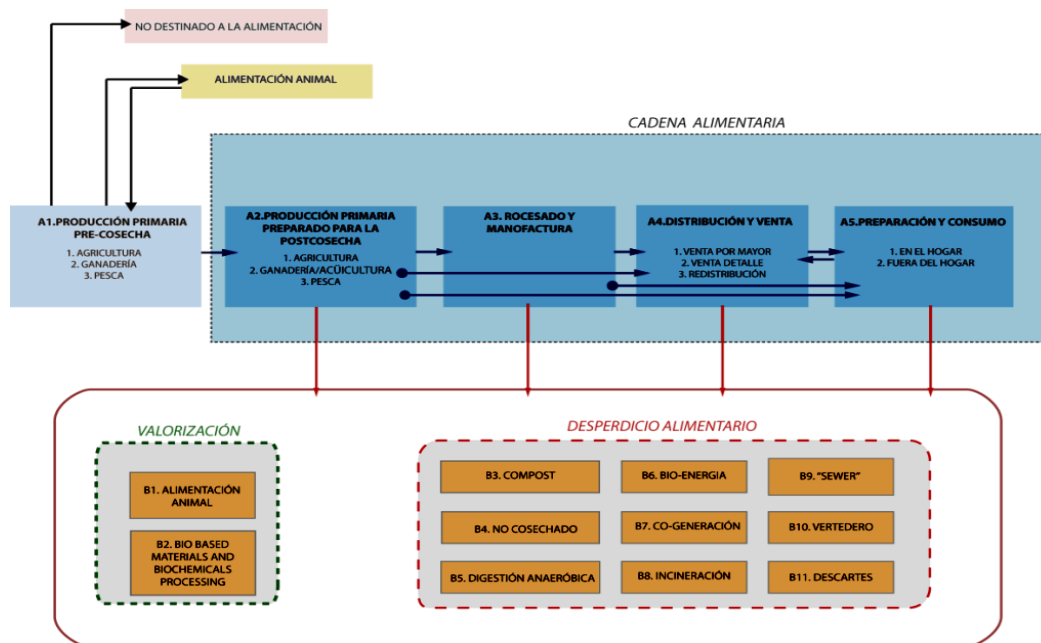 NO DESTINADO A LA ALIMENTACIÓN
ALIMENTACIÓN ANIMAL
CADENA ALIMENTARIA
A1.PRODUCCIÓN PRIMARIA
PRE-COSECHA
1. AGRICULTURA
2. GANADERÍA
3. PESCA
A2.PRODUCCIÓN PRIMARIA
PREPARADO PARA LA
POSTCOSECHA
1. AGRICULTURA
2. GANADERÍA/ACÜICULTURA
3. PESCA
A3. ROCESADO Y
MANOFACTURA
A4.DISTRIBUCIÓN Y VENTA
1. VENTA POR MAYOR
2. VENTA DETALLE
3. REDISTRIBUCIÓN
A5.PREPARACIÓN Y CONSUMO
1. EN EL HOGAR
2. FUERA DEL HOGAR
VALORIZACIÓN
B1. ALIMENTACIÓN
ANIMAL
B2. BIO BASED
MATERIALS AND
BIOCHEMICALS
PROCESSING
DESPERDICIO ALIMENTARIO
B3. COMPOST
B4. NO COSECHADO
B5. DIGESTIÓN ANAERÓBICA
B6. BIO-ENERGIA
B7. CO-GENERACIÓN
B8. INCINERACIÓN
B9. "SEWER"
B10. VERTEDERO
B11. DESCARTES